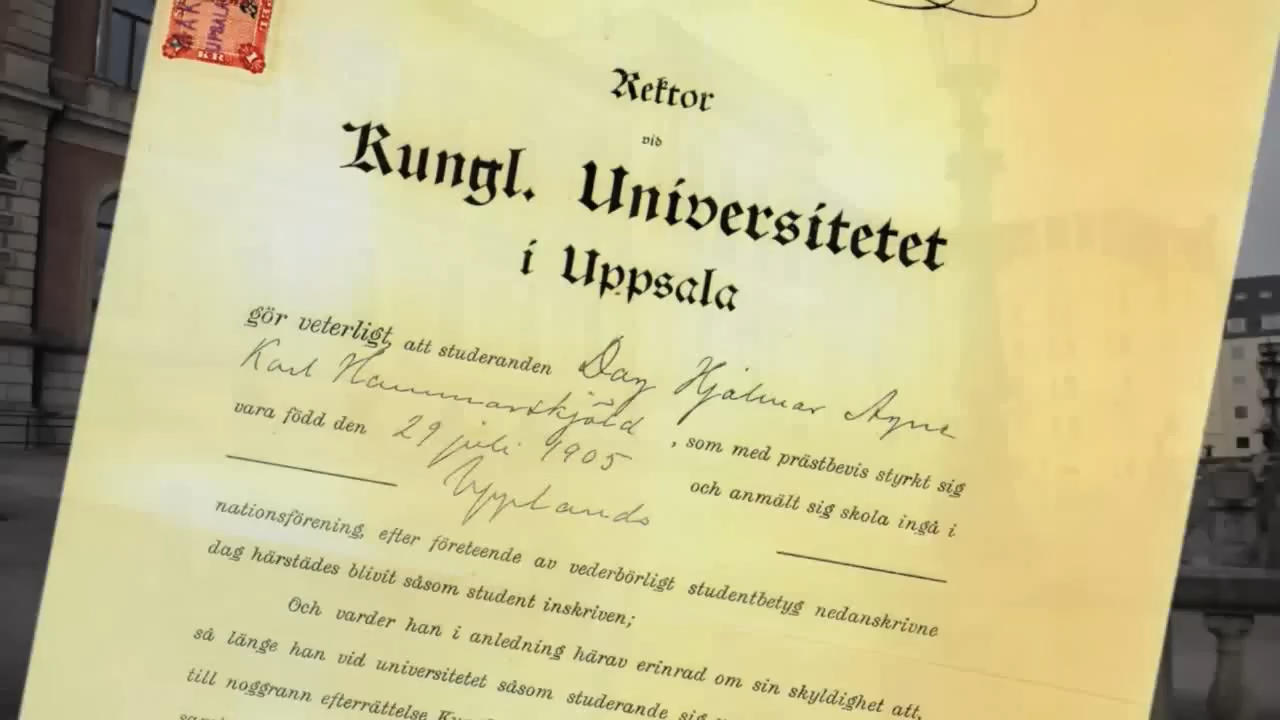 UPSALA
KR 1
Rektor
vid
Kungl. Universitetet
i Uppsala
gör veterligt, att studeranden Dag Hjalmar Agne
Karl Hammarskjöld, som med prästbevis styrkt sig
vara född den 29 juli 1905 och anmält sig skola ingå i
Upplands
nationsförening, efter företeende av vederbörligt studentbetyg nedanskrivne
dag härstädes blivit såsom student inskriven;
Och varder han i anledning härav erinrad om sin skyldighet att,
så länge han vid universitetet såsom studerande
till noggrann efterrättelse